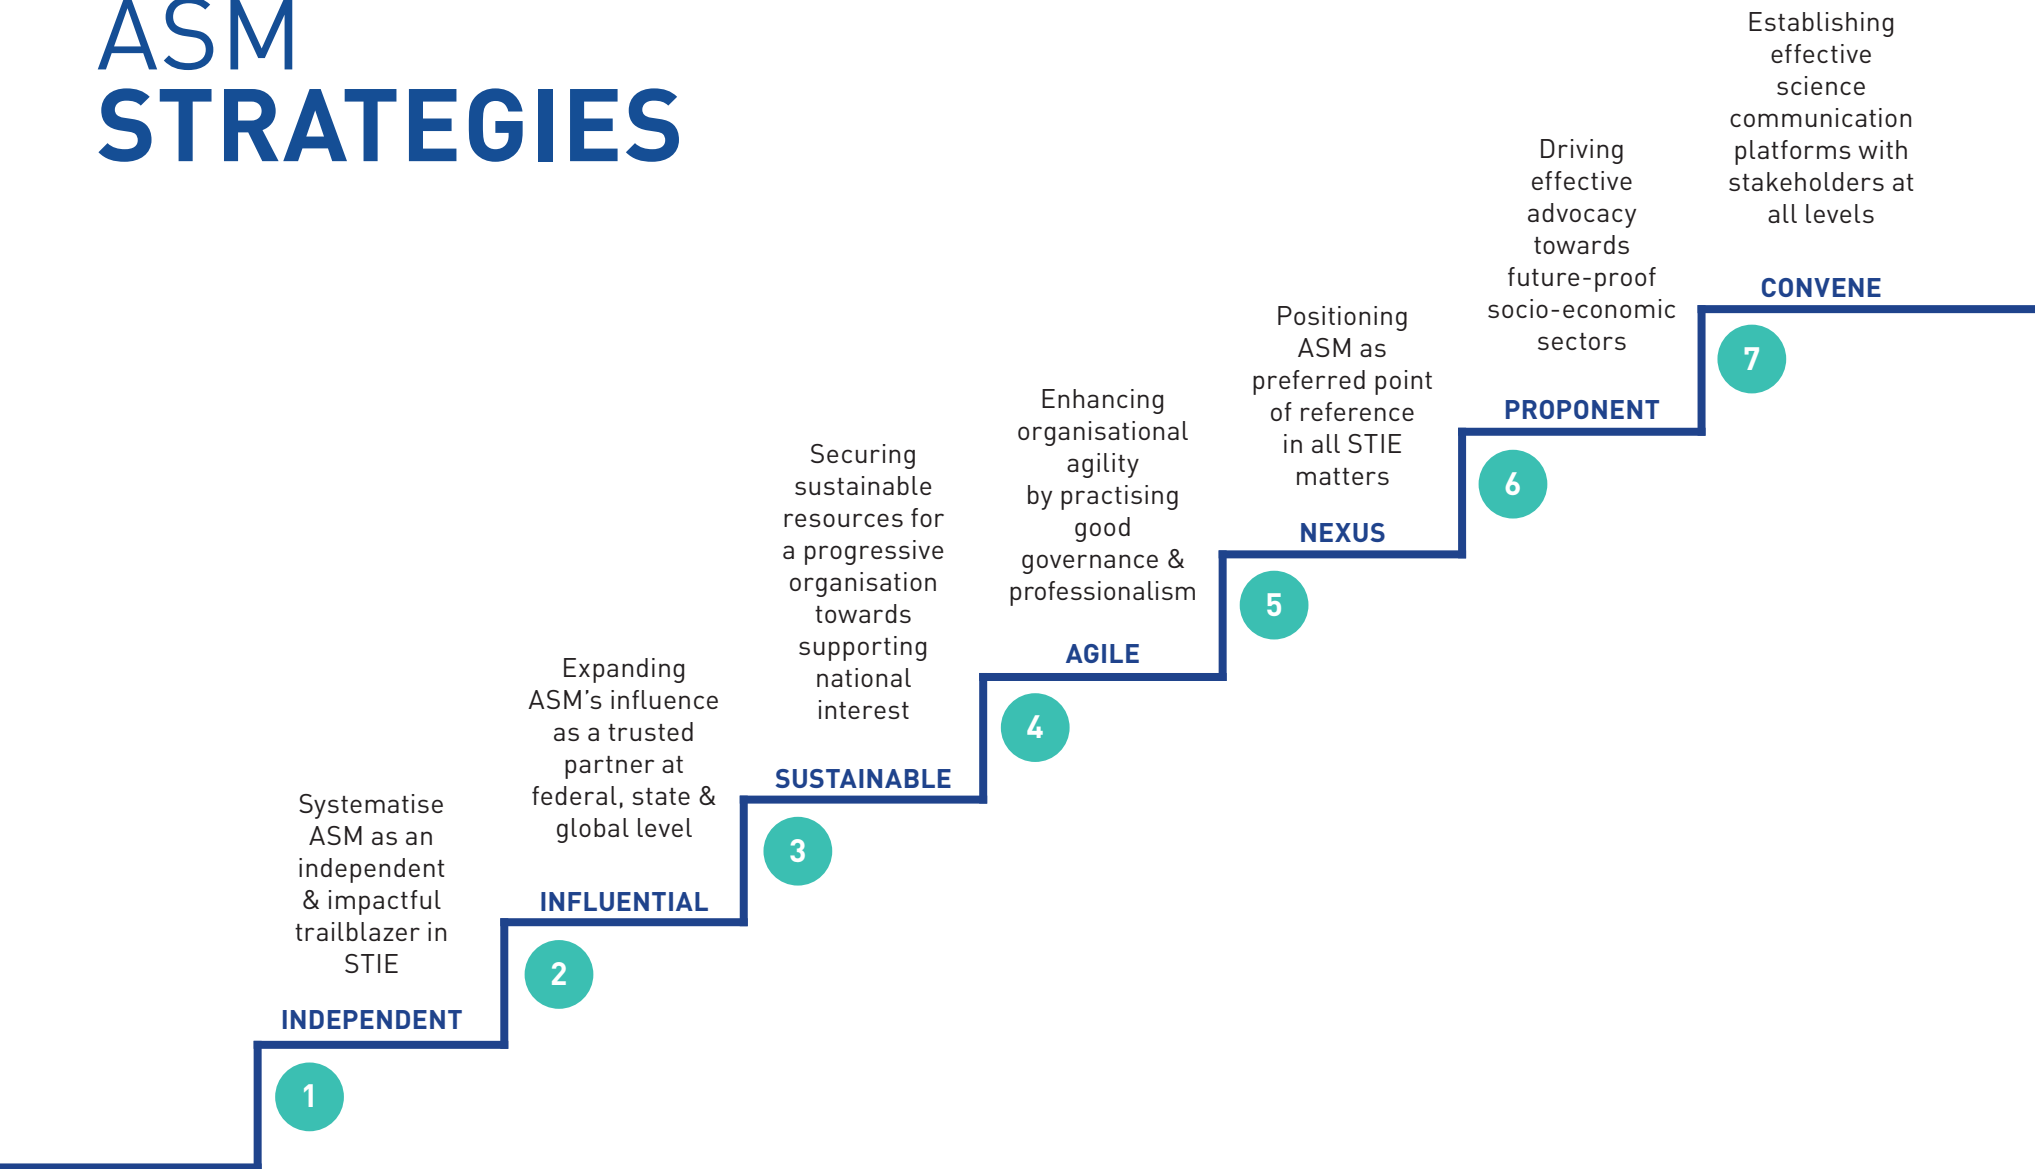 ASM
STRATEGIES
Systematise
ASM as an
independent
& impactful
trailblazer in
STIE
INDEPENDENT
1
Expanding
ASM’s influence
as a trusted
partner at
federal, state &
global level
INFLUENTIAL
2
Securing
sustainable
resources for
a progressive
organisation
towards
supporting
national
interest
SUSTAINABLE
3
Enhancing
organisational
agility
by practising
good
governance &
professionalism
AGILE
4
Positioning
ASM as
preferred point
of reference
in all STIE
matters
NEXUS
5
Driving
effective
advocacy
towards
future-proof
socio-economic
sectors
PROPONENT
6
Establishing
effective
science
communication
platforms with
stakeholders at
all levels
CONVENE
7